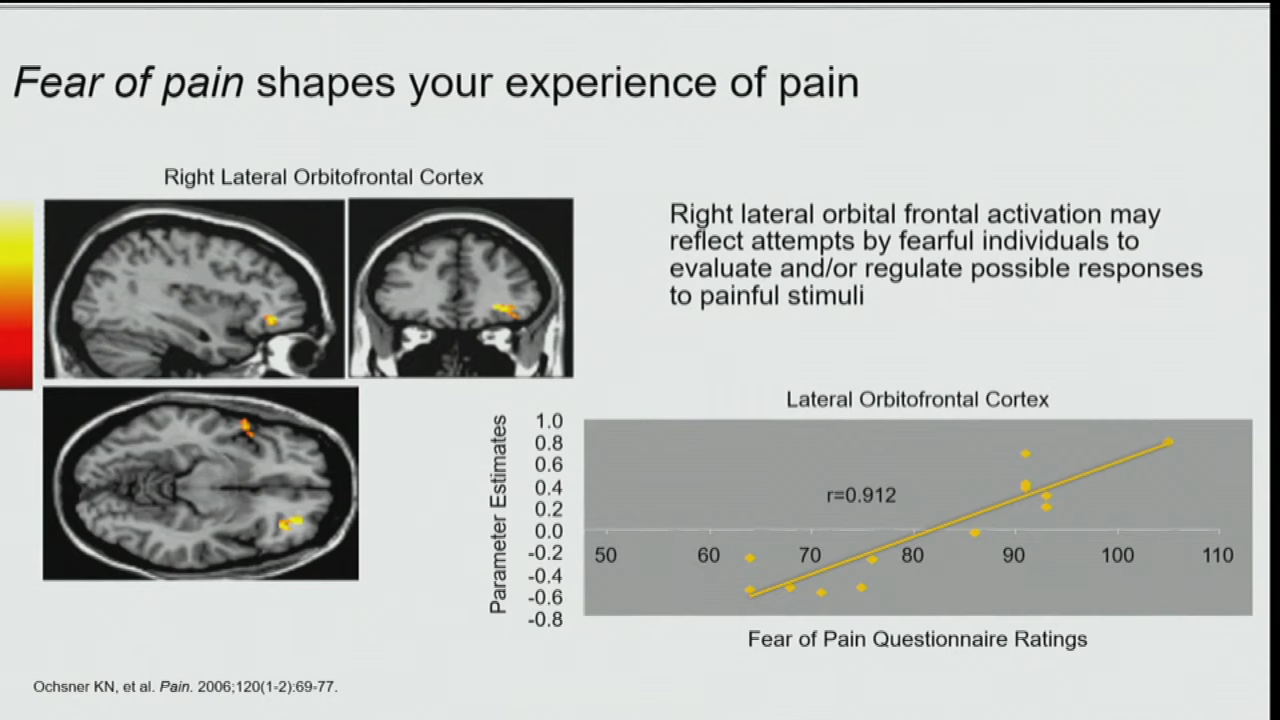 Fear of pain shapes your experience of pain
Right Lateral Orbitofrontal Cortex
Right lateral orbital frontal activation may
reflect attempts by fearful individuals to
evaluate and/or regulate possible responses
to painful stimuli
Lateral Orbitofrontal Cortex
Parameter Estimates
1.0
0.8
0.6
0.4
0.2
0.0
-0.2
-0.4
-0.6
-0.8
r=0.912
50 60 70 80 90 100 110
Fear of Pain Questionnaire Ratings
Ochsner KN, et al. Pain. 2006;120(1-2):69-77.